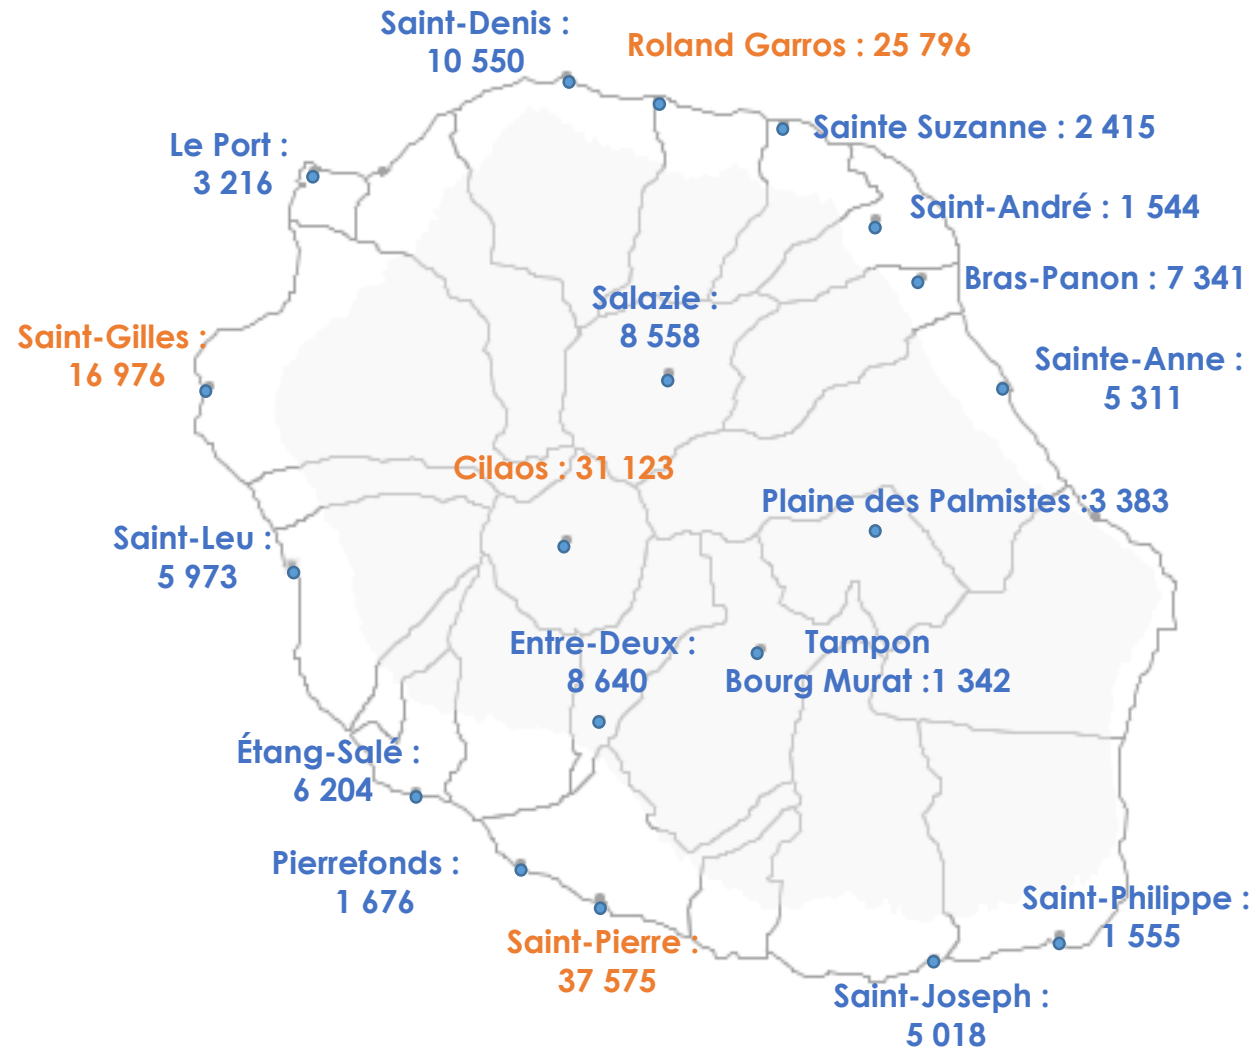 Saint-Denis :
10 550
Roland Garros : 25 796
Sainte Suzanne : 2 415
Le Port :
3 216
Saint-André : 1 544
Bras-Panon : 7 341
Salazie :
8 558
Saint-Gilles :
16 976
Sainte-Anne :
5 311
Cilaos : 31 123
Plaine des Palmistes :3 383
Saint-Leu :
5 973
Entre-Deux :
8 640
Tampon
Bourg Murat :1 342
Étang-Salé :
6 204
Pierrefonds :
1 676
Saint-Philippe :
1 555
Saint-Pierre :
37 575
Saint-Joseph :
5 018